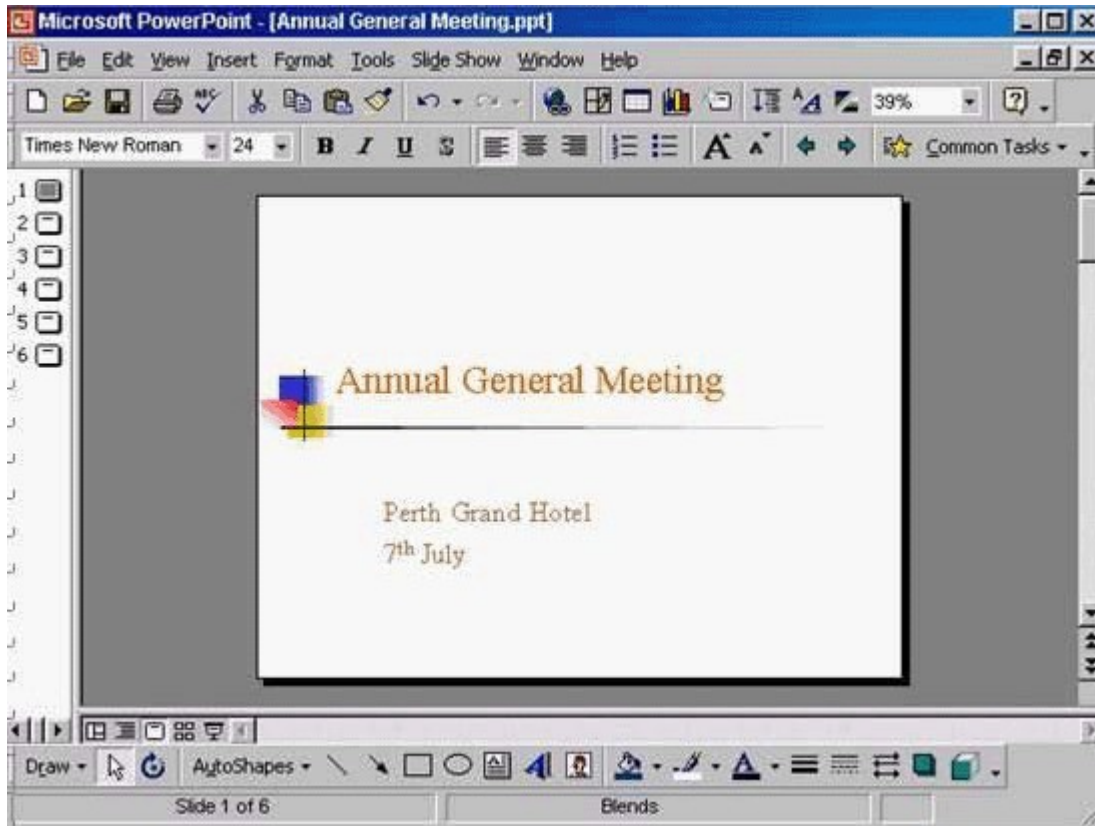 Microsoft PowerPoint - [Annual General Meeting.ppt]
File Edit View Insert Format Tools Slide Show Window Help
ABC
A A 39% ?
Times New Roman 24 B I U S A A Common Tasks
1
2
3
4
5
6
Annual General Meeting
Perth Grand Hotel
7th July
Draw AutoShapes A A
Slide 1 of 6 Blends